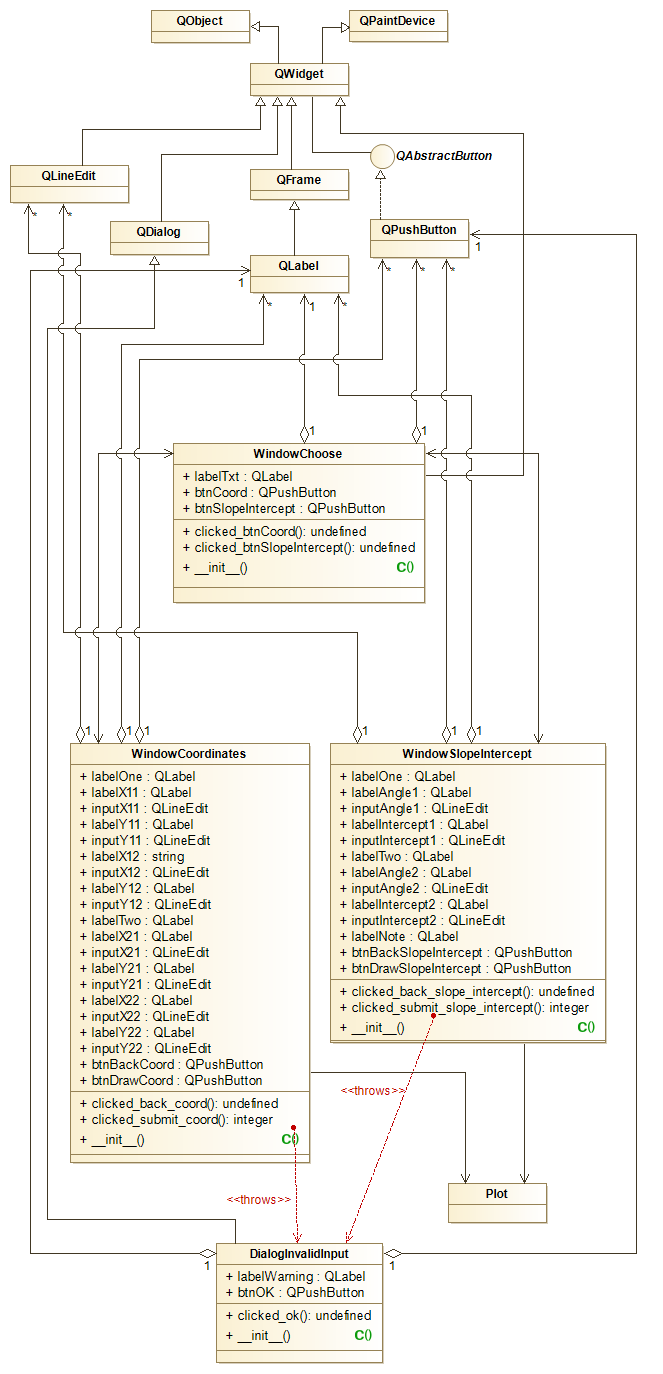 QObject
QPaintDevice
QWidget
QAbstractButton
QLineEdit
QFrame
QDialog
QPushButton
QLabel
*
*
1
1
*
1
*
*
*
*
1
1
WindowChoose
+ labelTxt : QLabel
+ btnCoord : QPushButton
+ btnSlopeIntercept : QPushButton
+ clicked_btnCoord(): undefined
+ clicked_btnSlopeIntercept(): undefined
+ __init__() C()
1
1
1
1
1
1
WindowCoordinates
+ labelOne : QLabel
+ labelX11 : QLabel
+ inputX11 : QLineEdit
+ labelY11 : QLabel
+ inputY11 : QLineEdit
+ labelX12 : string
+ inputX12 : QLineEdit
+ labelY12 : QLabel
+ inputY12 : QLineEdit
+ labelTwo : QLabel
+ labelX21 : QLabel
+ inputX21 : QLineEdit
+ labelY21 : QLabel
+ inputY21 : QLineEdit
+ labelX22 : QLabel
+ inputX22 : QLineEdit
+ labelY22 : QLabel
+ inputY22 : QLineEdit
+ btnBackCoord : QPushButton
+ btnDrawCoord : QPushButton
+ clicked_back_coord(): undefined
+ clicked_submit_coord(): integer
+ __init__() C()
WindowSlopeIntercept
+ labelOne : QLabel
+ labelAngle1 : QLabel
+ inputAngle1 : QLineEdit
+ labelIntercept1 : QLabel
+ inputIntercept1 : QLineEdit
+ labelTwo : QLabel
+ labelAngle2 : QLabel
+ inputAngle2 : QLineEdit
+ labelIntercept2 : QLabel
+ inputIntercept2 : QLineEdit
+ labelNote : QLabel
+ btnBackSlopeIntercept : QPushButton
+ btnDrawSlopeIntercept : QPushButton
+ clicked_back_slope_intercept(): undefined
+ clicked_submit_slope_intercept(): integer
+ __init__() C()
<<throws>>
<<throws>>
Plot
DialogInvalidInput
1
1
+ labelWarning : QLabel
+ btnOK : QPushButton
+ clicked_ok(): undefined
+ __init__() C()